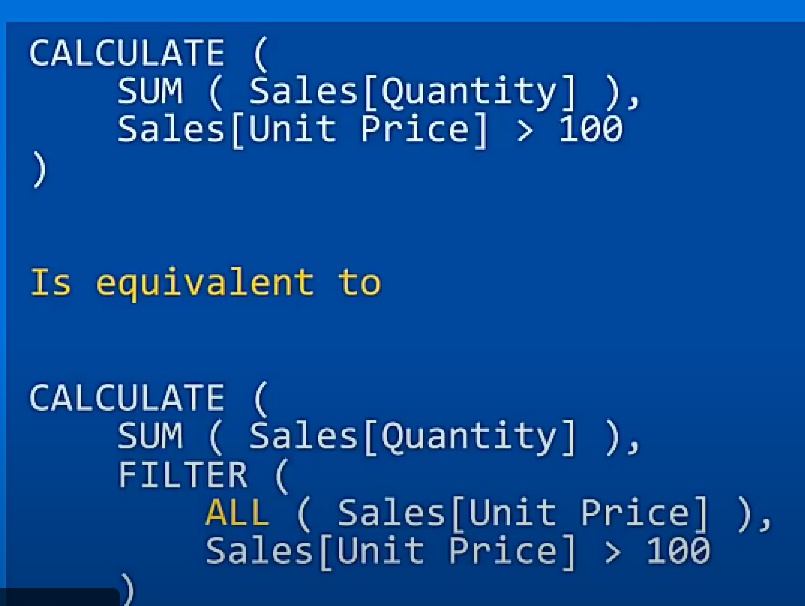 CALCULATE (
    SUM ( Sales[Quantity] ),
    Sales[Unit Price] > 100
)
Is equivalent to
CALCULATE (
    SUM ( Sales[Quantity] ),
    FILTER (
        ALL ( Sales[Unit Price] ),
        Sales[Unit Price] > 100
    )